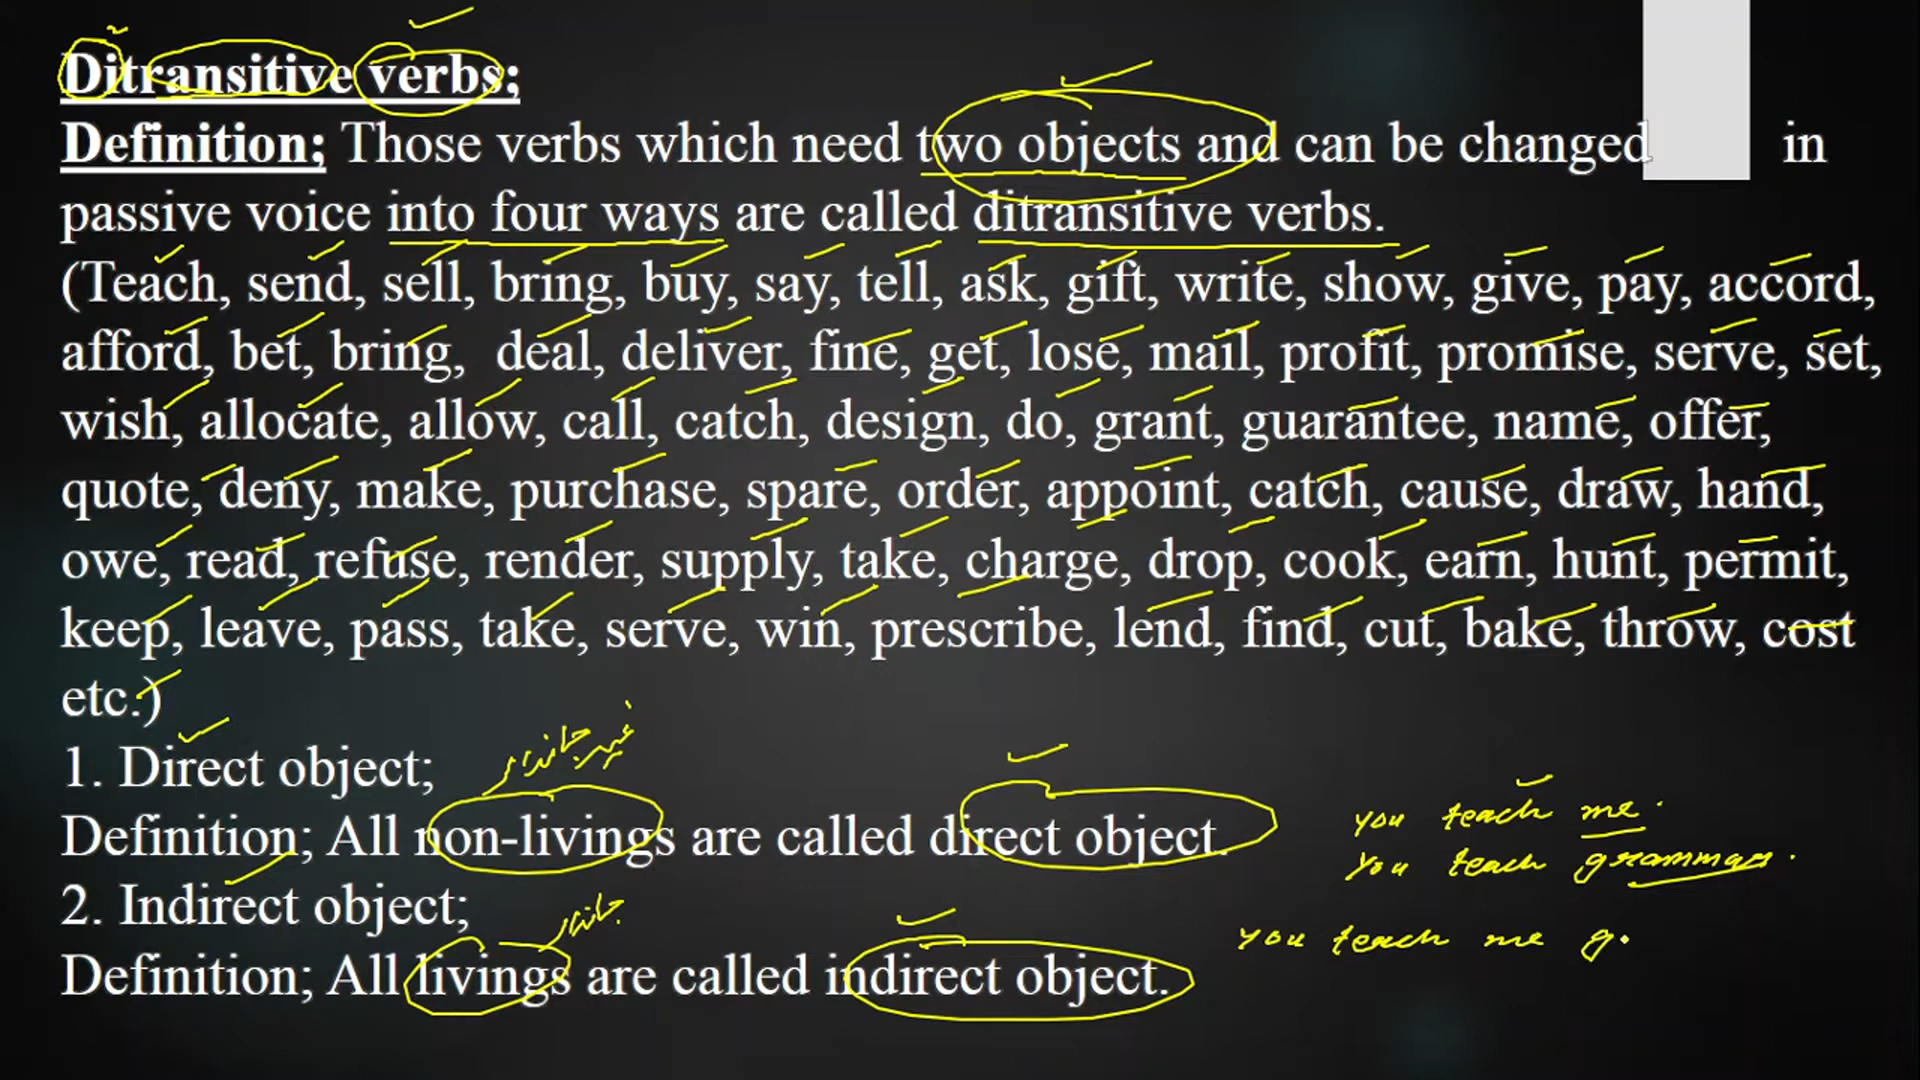 Ditransitive verbs;
Definition; Those verbs which need two objects and can be changed in
passive voice into four ways are called ditransitive verbs.
(Teach, send, sell, bring, buy, say, tell, ask, gift, write, show, give, pay, accord,
afford, bet, bring, deal, deliver, fine, get, lose, mail, profit, promise, serve, set,
wish, allocate, allow, call, catch, design, do, grant, guarantee, name, offer,
quote, deny, make, purchase, spare, order, appoint, catch, cause, draw, hand,
owe, read, refuse, render, supply, take, charge, drop, cook, earn, hunt, permit,
keep, leave, pass, take, serve, win, prescribe, lend, find, cut, bake, throw, cost
etc.)
1. Direct object;
غیر جاندار
Definition; All non-livings are called direct object.
2. Indirect object;
جاندار
Definition; All livings are called indirect object.
you teach me.
you teach grammar.
you teach me g